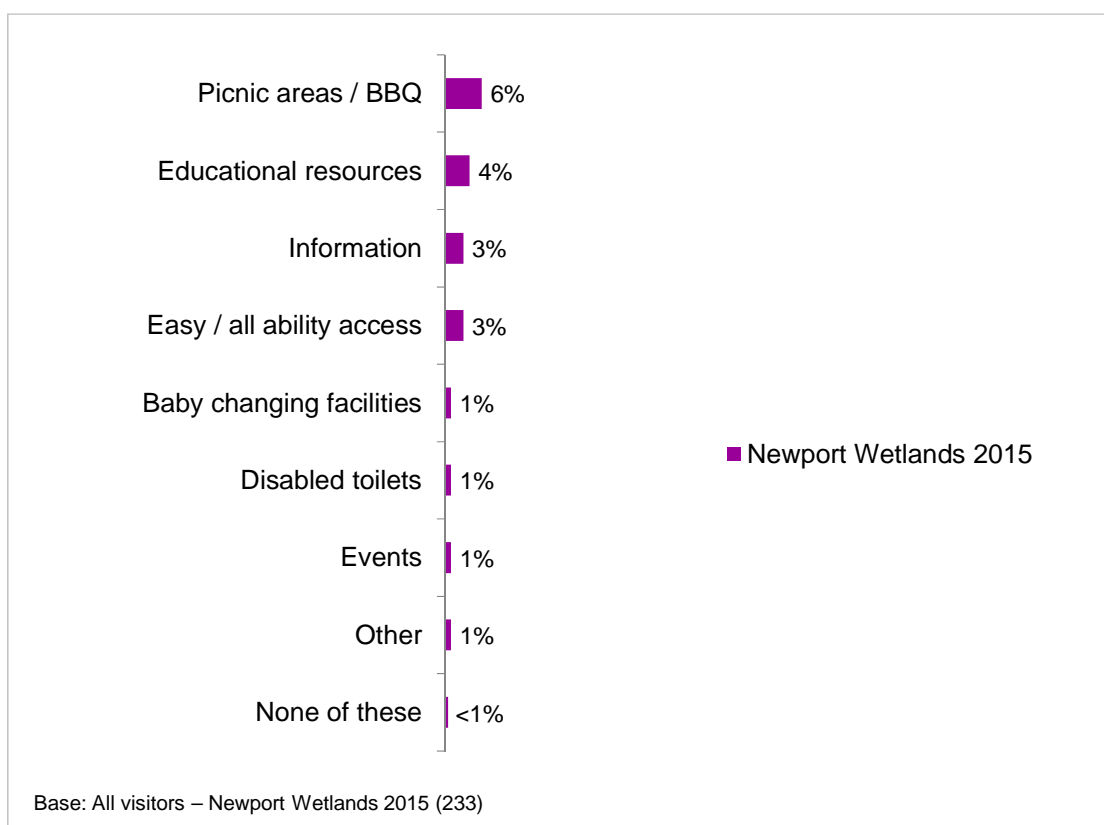 Picnic areas / BBQ 6%
Educational resources 4%
Information 3%
Easy / all ability access 3%
Baby changing facilities 1%
Disabled toilets 1%
Events 1%
Other 1%
None of these <1%
Newport Wetlands 2015
Base: All visitors – Newport Wetlands 2015 (233)